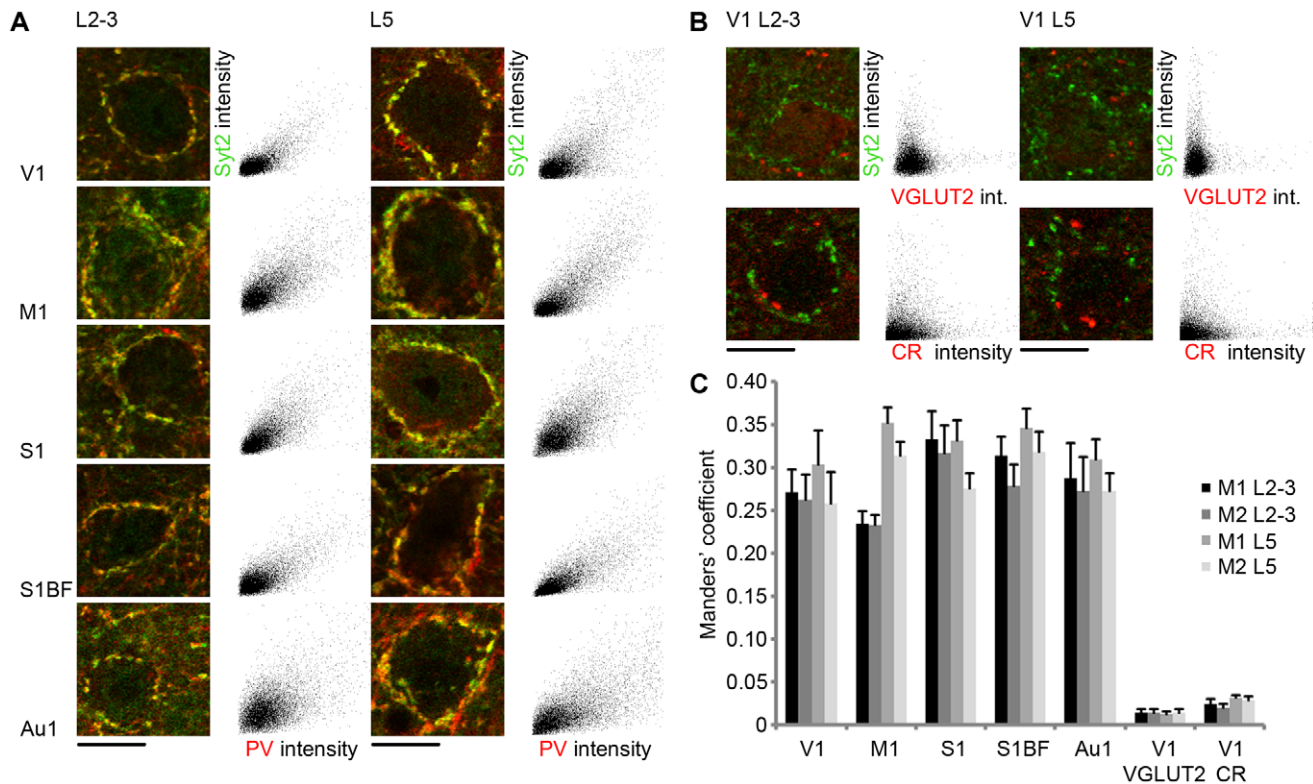 A
L2-3
L5
V1
M1
S1
S1BF
Au1
Syt2 intensity
Syt2 intensity
PV intensity
PV intensity
B
V1 L2-3
V1 L5
Syt2 intensity
Syt2 intensity
VGLUT2 int.
VGLUT2 int.
CR intensity
CR intensity
C
Manders' coefficient
0.40
0.35
0.30
0.25
0.20
0.15
0.10
0.05
0
M1 L2-3
M2 L2-3
M1 L5
M2 L5
V1
M1
S1
S1BF
Au1
V1
VGLUT2
V1
CR